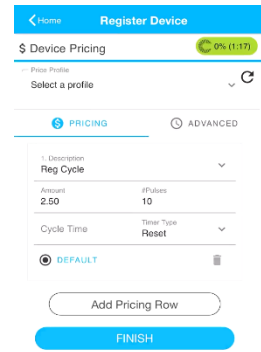 Home Register Device
$ Device Pricing 0% (1:17)
Price Profile
Select a profile
PRICING ADVANCED
1. Description
Reg Cycle
Amount #Pulses
2.50 10
Cycle Time Timer Type
Reset
DEFAULT
Add Pricing Row
FINISH